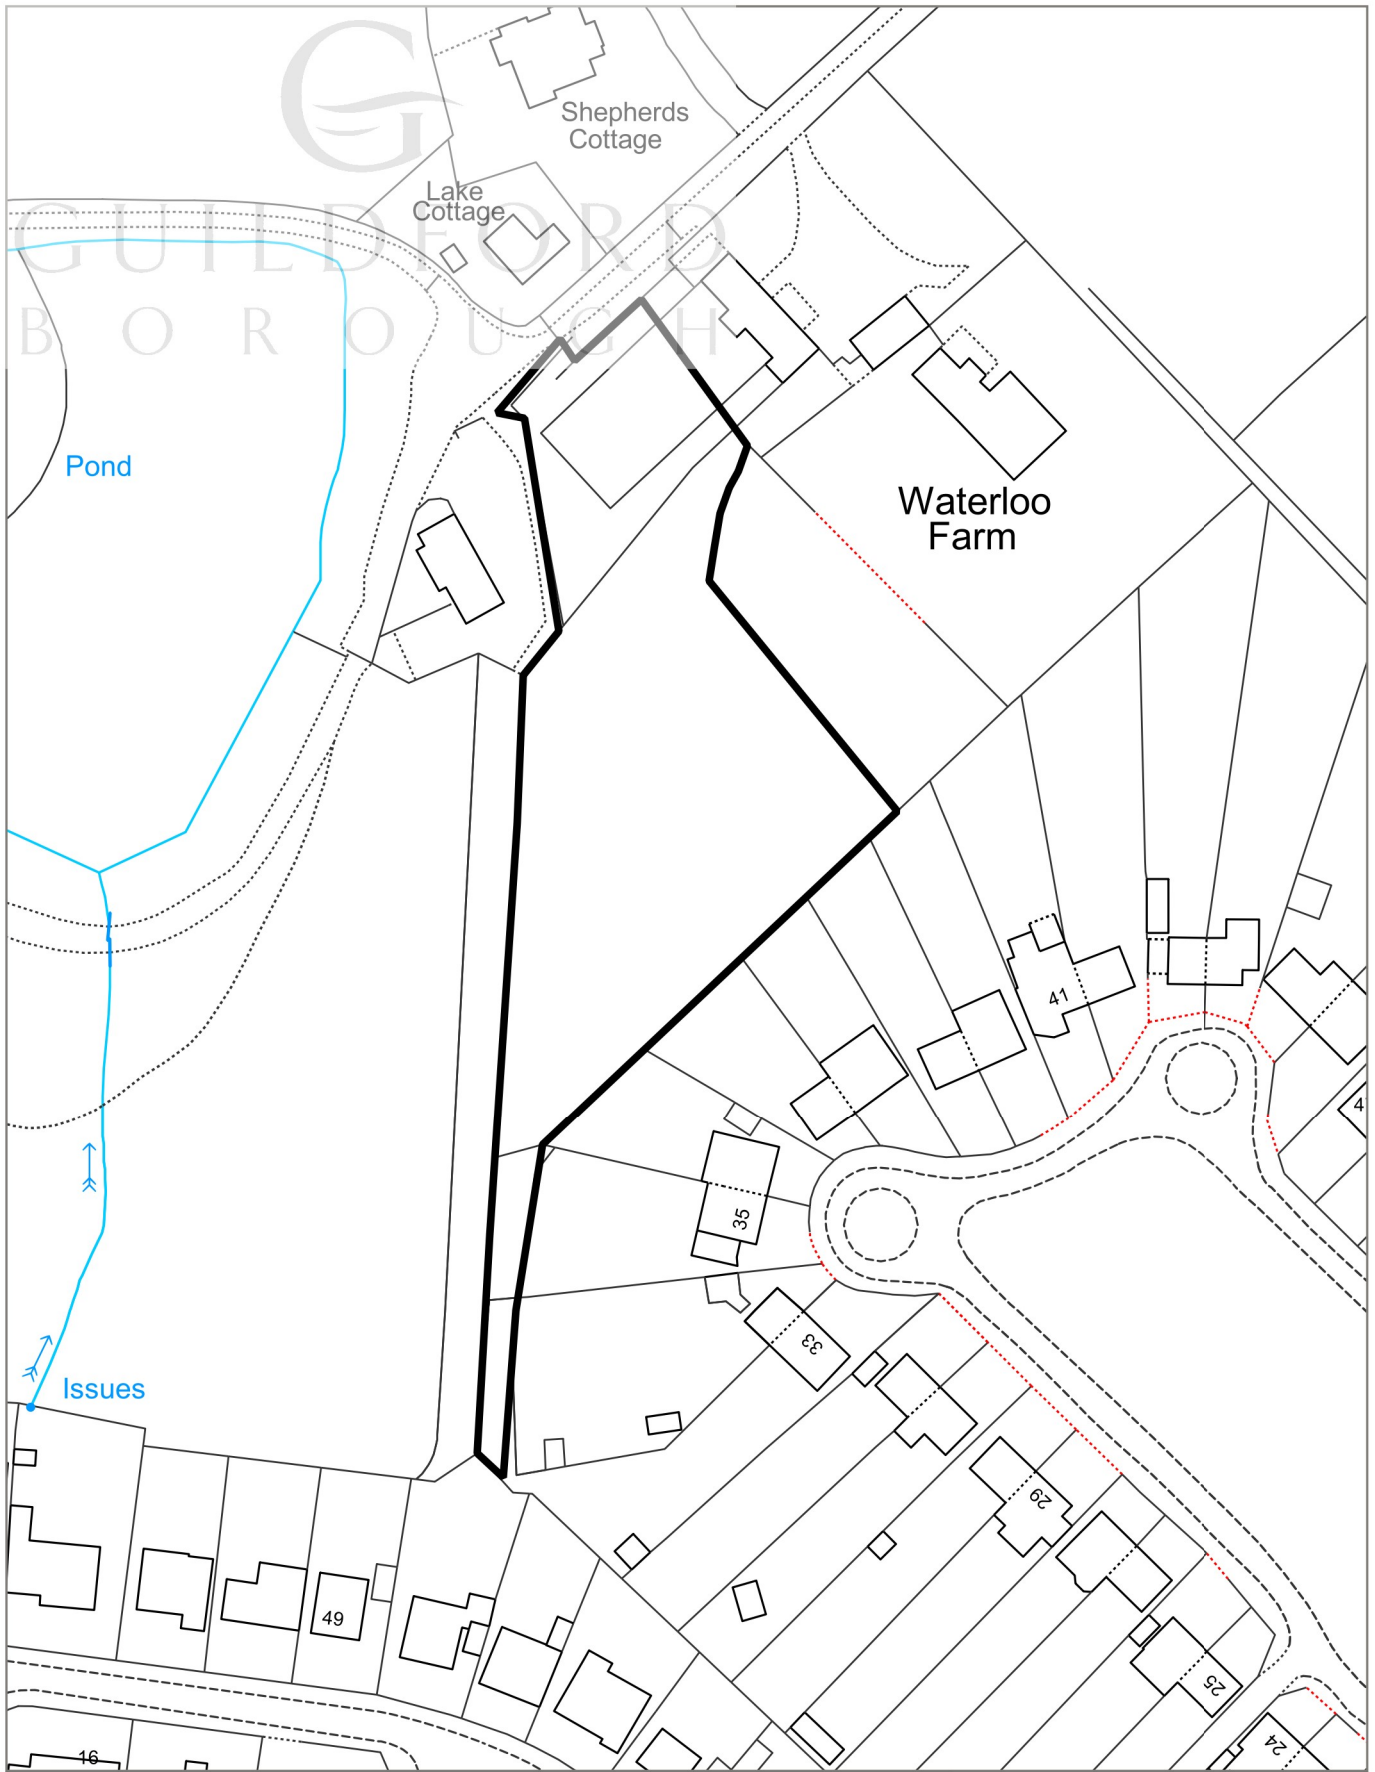 Shepherds
Cottage
Lake
Cottage
GUILDFORD
BOROUGH
Pond
Waterloo
Farm
41
4
35
33
Issues
29
49
25
24
16